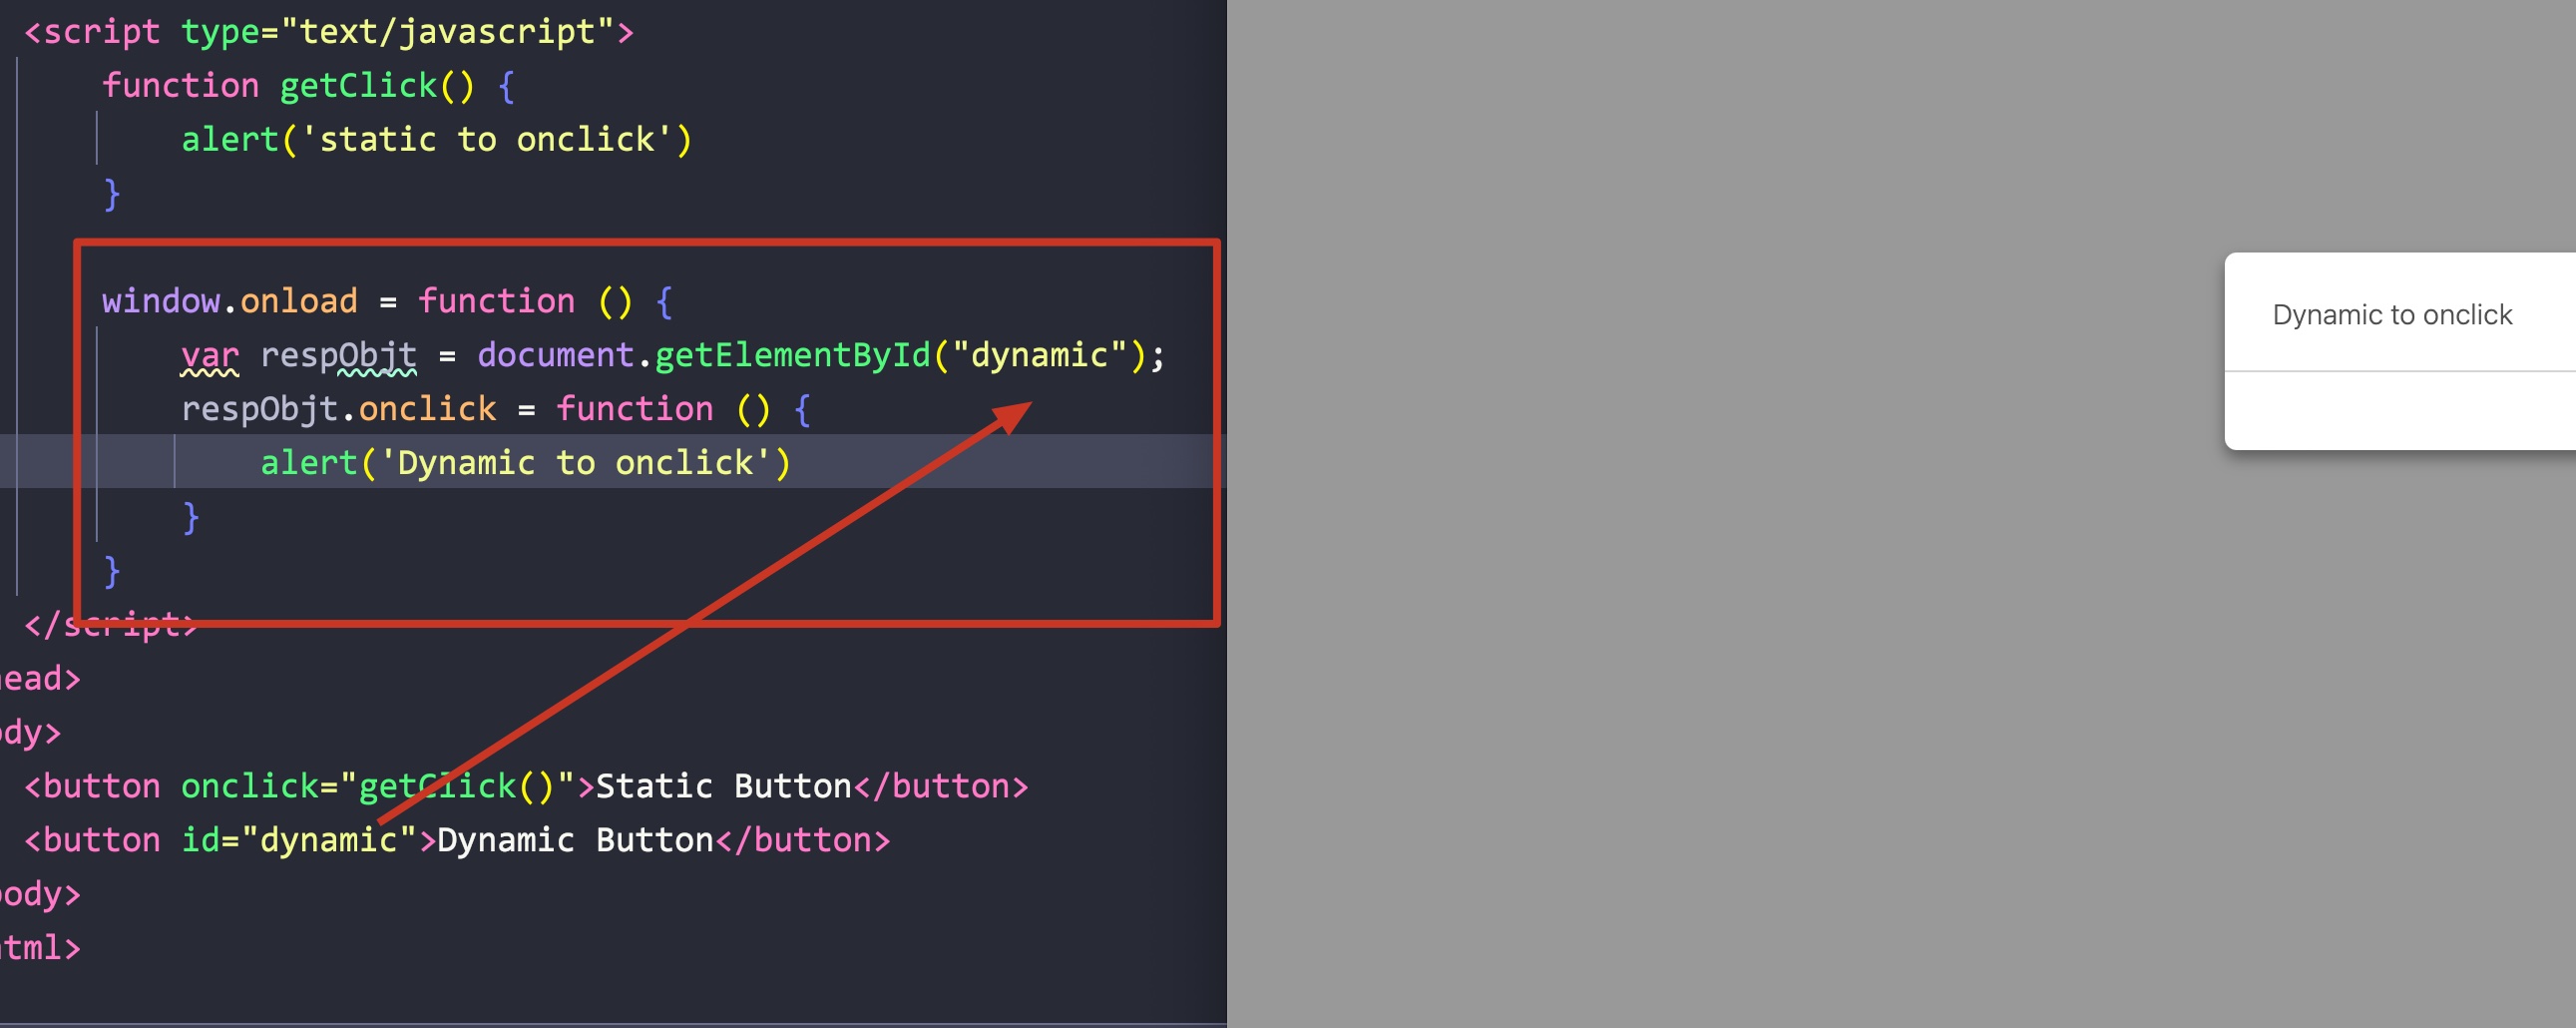 <script type="text/javascript">
function getClick() {
alert('static to onclick')
}
window.onload = function () {
var respObjt = document.getElementById("dynamic");
respObjt.onclick = function () {
alert('Dynamic to onclick')
}
}
</script>
ead>
dy>
<button onclick="getClick()">Static Button</button>
<button id="dynamic">Dynamic Button</button>
ody>
tml>
Dynamic to onclick